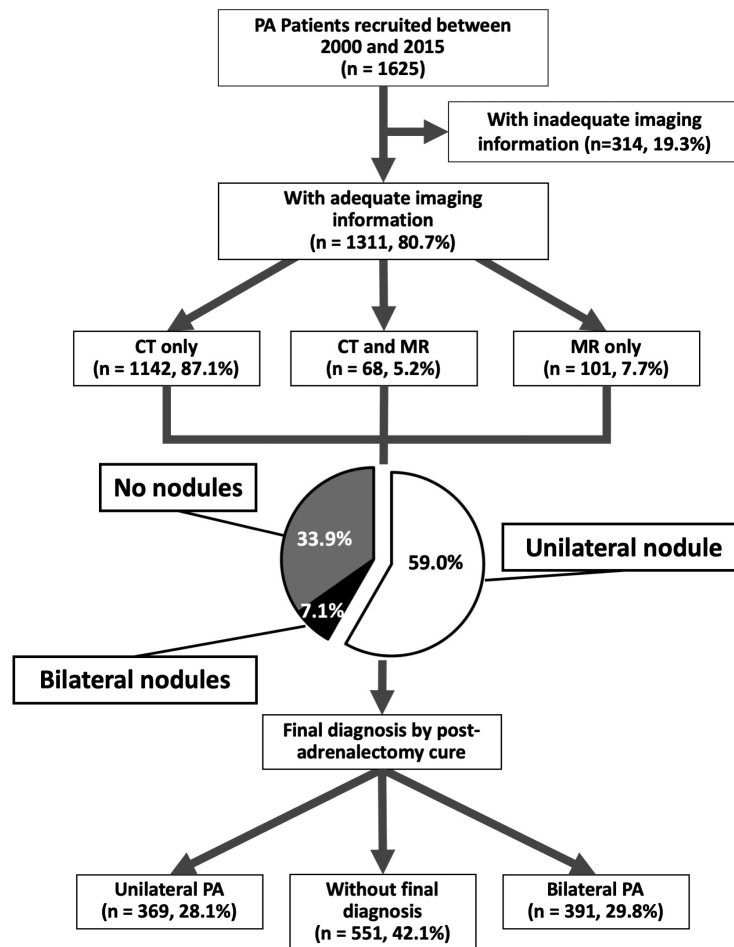 PA Patients recruited between
2000 and 2015
(n = 1625)
With inadequate imaging
information (n=314, 19.3%)
With adequate imaging
information
n = 1311, 80.7%)
CT only
(n = 1142, 87.1%)
CT and MR
(n = 68, 5.2%)
MR only
(n = 101, 7.7%)
No nodules
33.9%
59.0%
Unilateral nodule
7.1%
Bilateral nodules
Final diagnosis by post-
adrenalectomy cure
Unilateral PA
(n = 369, 28.1%)
Without final
diagnosis
n = 551, 42.1%)
Bilateral PA
(n = 391, 29.8%)